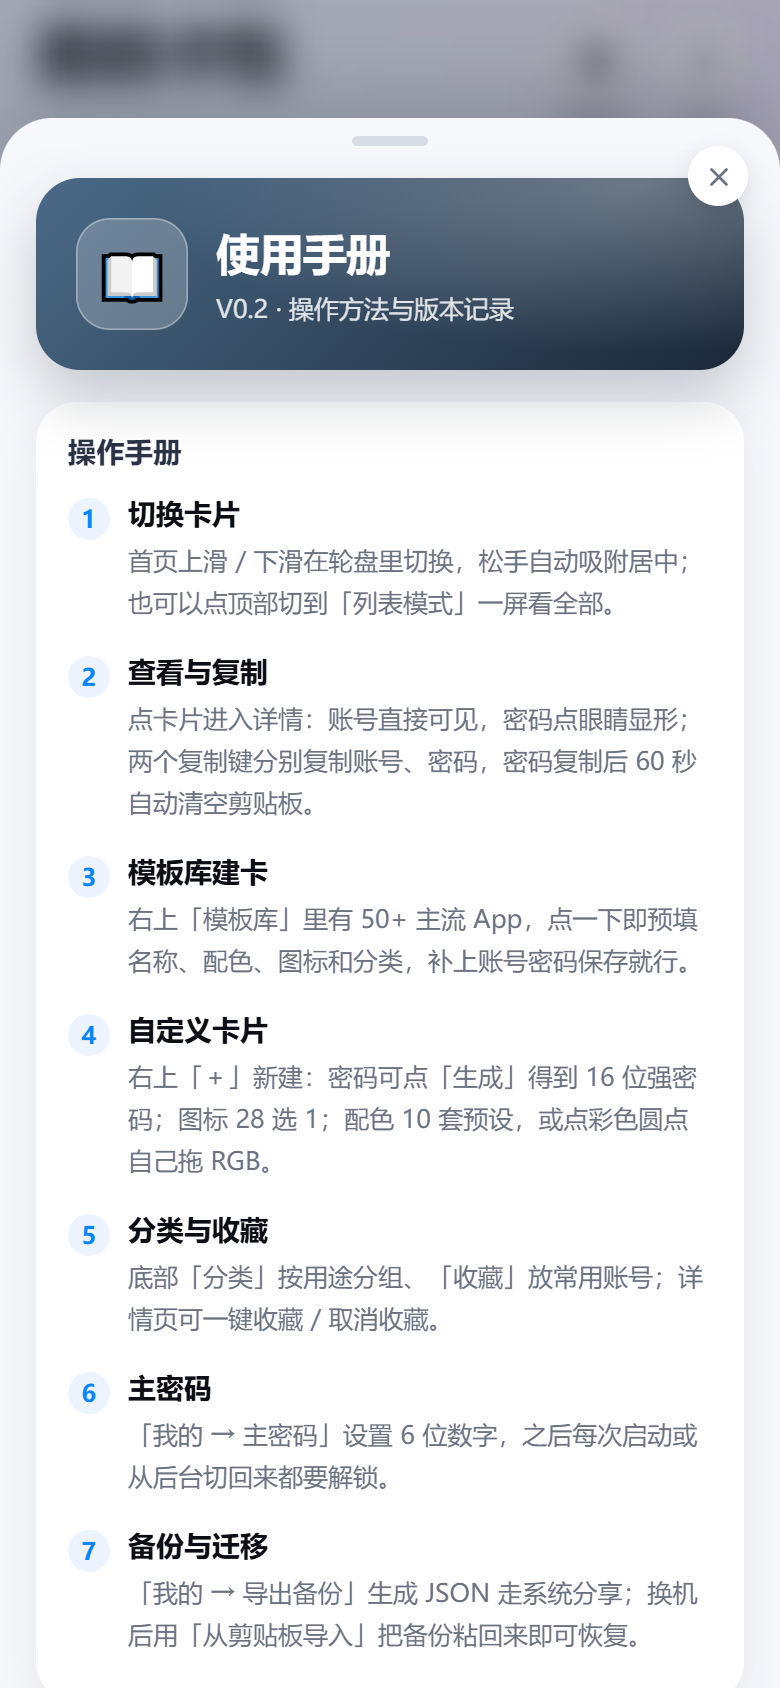 使用手册
V0.2 · 操作方法与版本记录
操作手册
1 切换卡片
首页上滑 / 下滑在轮盘里切换，松手自动吸附居中；
也可以点顶部切到「列表模式」一屏看全部。
2 查看与复制
点卡片进入详情：账号直接可见，密码点眼睛显形；
两个复制键分别复制账号、密码，密码复制后 60 秒
自动清空剪贴板。
3 模板库建卡
右上「模板库」里有 50+ 主流 App，点一下即预填
名称、配色、图标和分类，补上账号密码保存就行。
4 自定义卡片
右上「 + 」新建：密码可点「生成」得到 16 位强密
码；图标 28 选 1；配色 10 套预设，或点彩色圆点
自己拖 RGB。
5 分类与收藏
底部「分类」按用途分组、「收藏」放常用账号；详
情页可一键收藏 / 取消收藏。
6 主密码
「我的 → 主密码」设置 6 位数字，之后每次启动或
从后台切回来都要解锁。
7 备份与迁移
「我的 → 导出备份」生成 JSON 走系统分享；换机
后用「从剪贴板导入」把备份粘回来即可恢复。